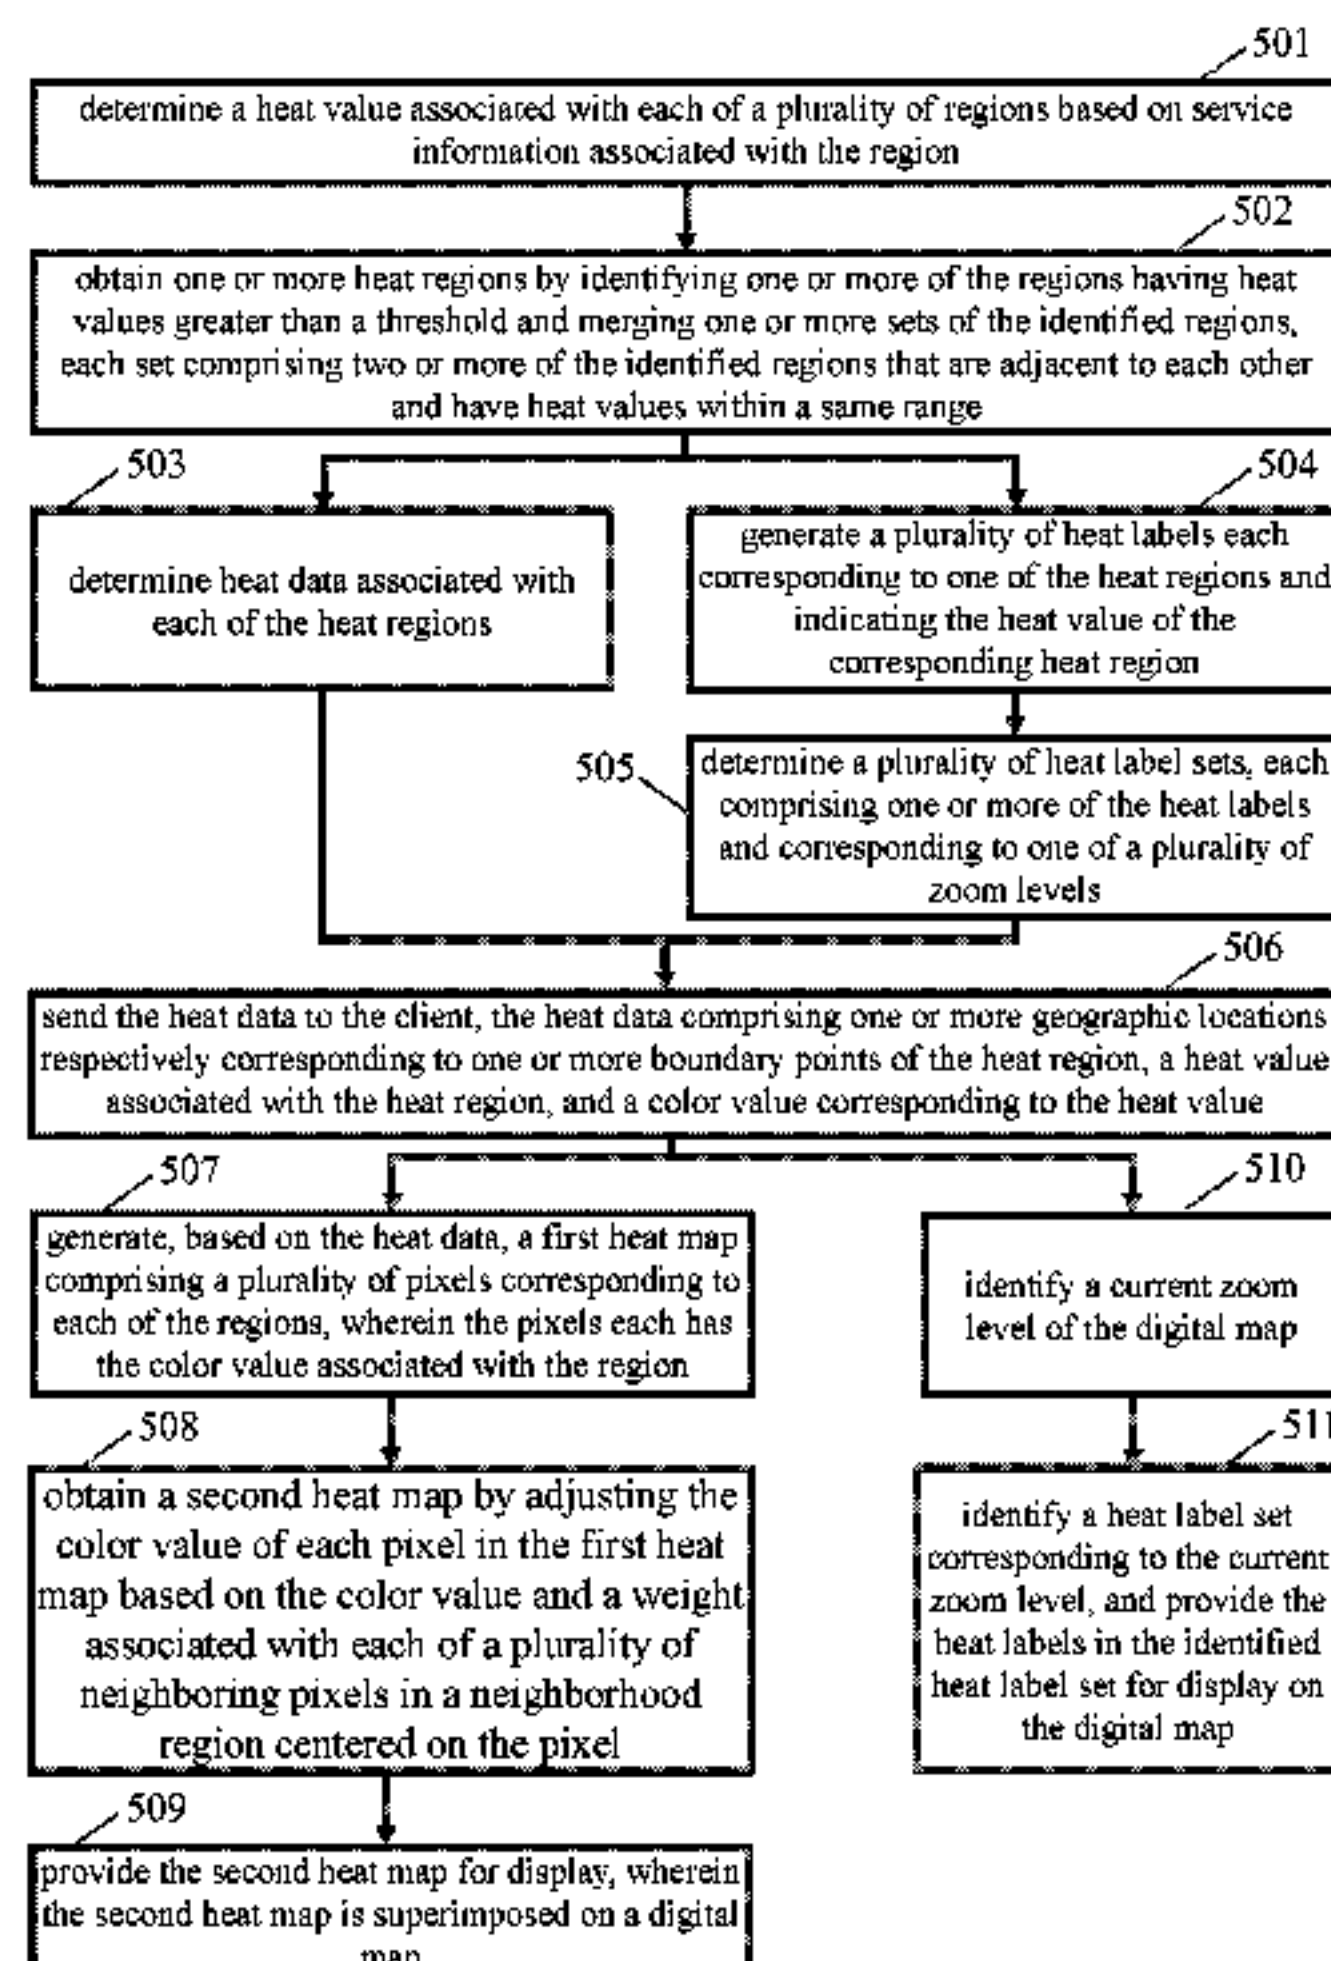 501
determine a heat value associated with each of a plurality of regions based on service
information associated with the region
502
obtain one or more heat regions by identifying one or more of the regions having heat
values greater than a threshold and merging one or more sets of the identified regions,
each set comprising two or more of the identified regions that are adjacent to each other
and have heat values within a same range
503
determine heat data associated with
each of the heat regions
504
generate a plurality of heat labels each
corresponding to one of the heat regions and
indicating the heat value of the
corresponding heat region
505
determine a plurality of heat label sets, each
comprising one or more of the heat labels
and corresponding to one of a plurality of
zoom levels
506
send the heat data to the client, the heat data comprising one or more geographic locations
respectively corresponding to one or more boundary points of the heat region, a heat value
associated with the heat region, and a color value corresponding to the heat value
507
generate, based on the heat data, a first heat map
comprising a plurality of pixels corresponding to
each of the regions, wherein the pixels each has
the color value associated with the region
508
obtain a second heat map by adjusting the
color value of each pixel in the first heat
map based on the color value and a weight
associated with each of a plurality of
neighboring pixels in a neighborhood
region centered on the pixel
509
provide the second heat map for display, wherein
the second heat map is superimposed on a digital
map
510
identify a current zoom
level of the digital map
511
identify a heat label set
corresponding to the current
zoom level, and provide the
heat labels in the identified
heat label set for display on
the digital map